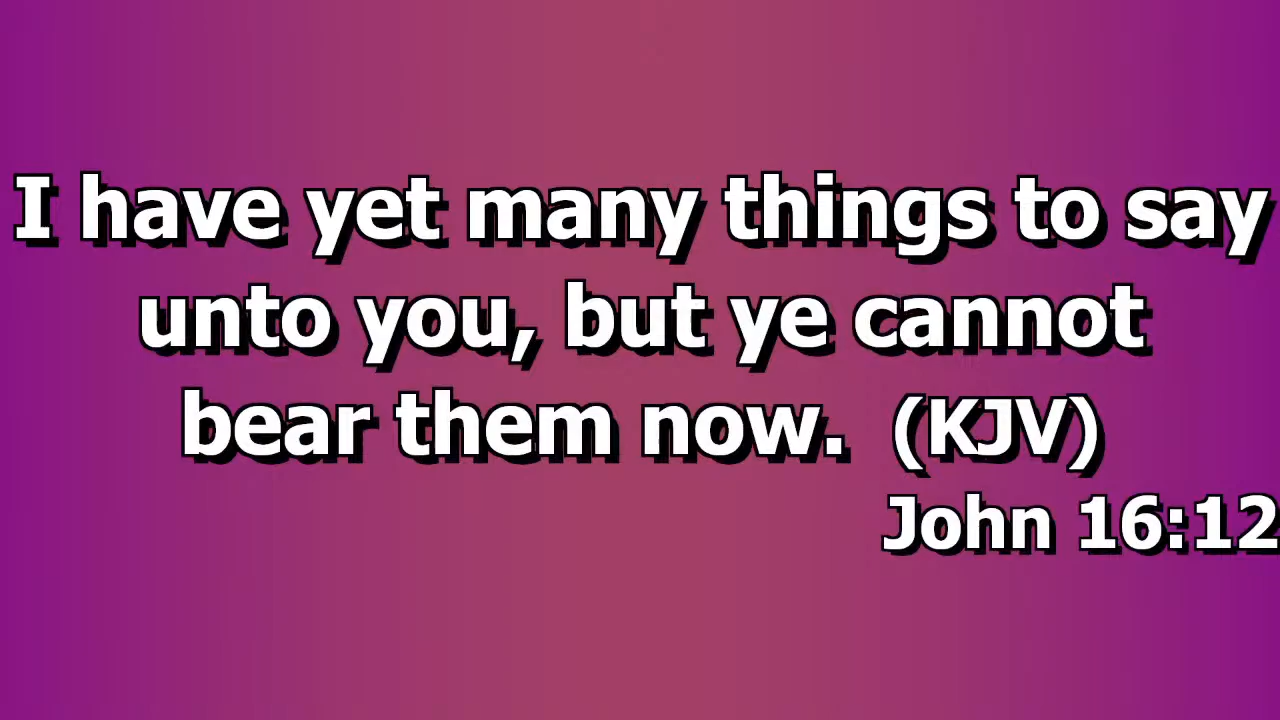 I have yet many things to say
unto you, but ye cannot
bear them now. (KJV)
John 16:12